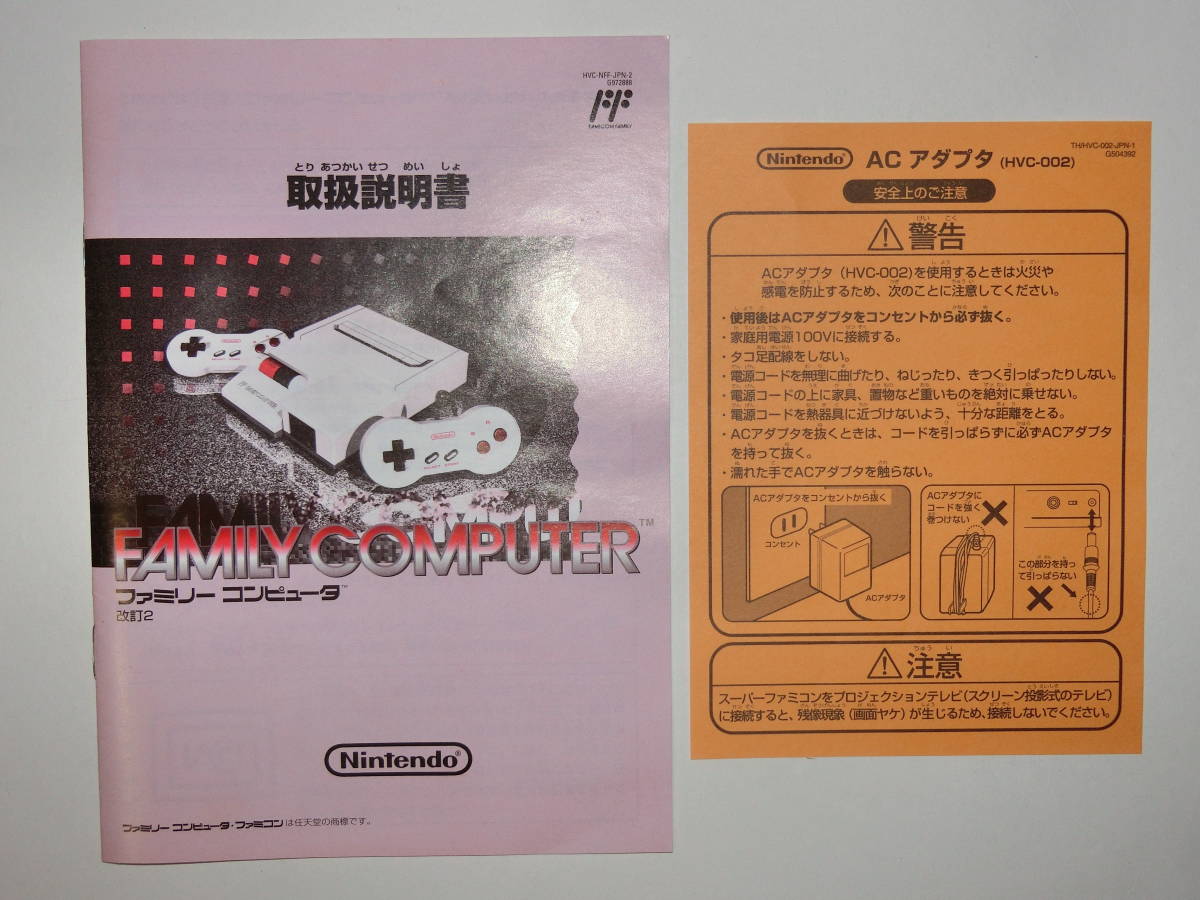 HVC-NFF-JPN-2
G972888
FAMICOM FAMILY
とり あつかい せつ めい しょ
取扱説明書
FAMILY COMPUTER™
ファミリー コンピュータ™
改訂2
Nintendo®
ファミリー コンピュータ・ファミコンは任天堂の商標です。
TH/HVC-002-JPN-1
G504392
Nintendo® AC アダプタ (HVC-002)
安全上のご注意
けい こく
警告
ACアダプタ (HVC-002)を使用するときは火災や
感電を防止するため、次のことに注意してください。
・使用後はACアダプタをコンセントから必ず抜く。
・家庭用電源100Vに接続する。
・タコ足配線をしない。
・電源コードを無理に曲げたり、ねじったり、きつく引っぱったりしない。
・電源コードの上に家具、置物など重いものを絶対に乗せない。
・電源コードを熱器具に近づけないよう、十分な距離をとる。
・ACアダプタを抜くときは、コードを引っぱらずに必ずACアダプタ
を持って抜く。
・濡れた手でACアダプタを触らない。
ACアダプタをコンセントから抜く
コンセント
ACアダプタ
ACアダプタに
コードを強く
巻つけない
この部分を持っ
て引っぱらない
ちゅう い
注意
スーパーファミコンをプロジェクションテレビ(スクリーン投影式のテレビ)
に接続すると、残像現象(画面ヤケ)が生じるため、接続しないでください。